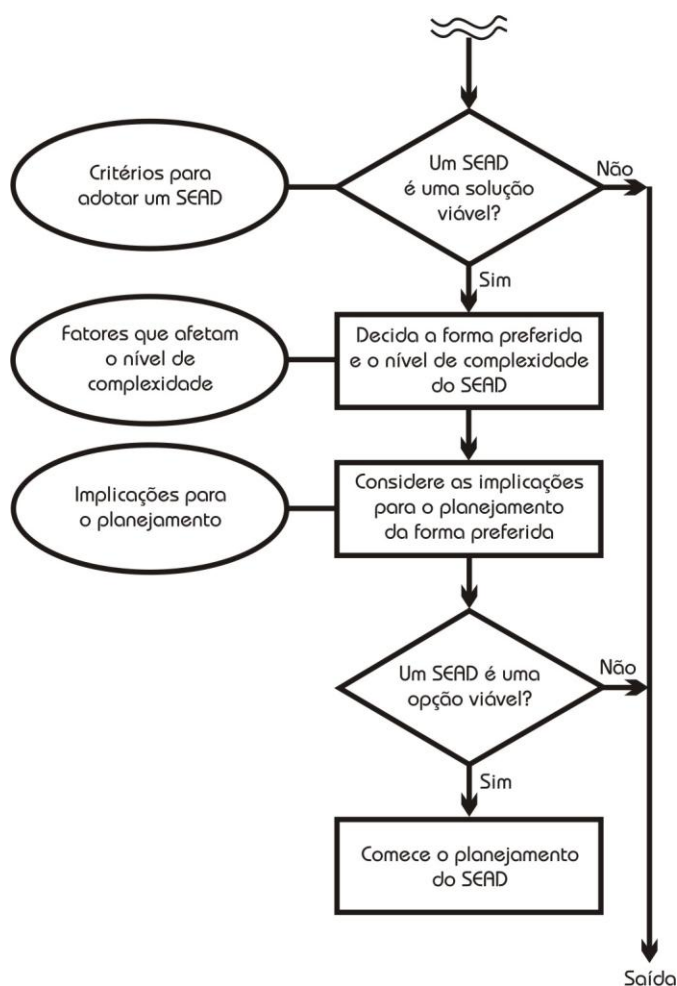 Critérios para
adotar um SEAD
Um SEAD
é uma solução
viável?
Não
Sim
Fatores que afetam
o nível de
complexidade
Decida a forma preferida
e o nível de complexidade
do SEAD
Implicações para
o planejamento
Considere as implicações
para o planejamento
da forma preferida
Um SEAD é uma
opção viável?
Não
Sim
Comece o planejamento
do SEAD
Saída